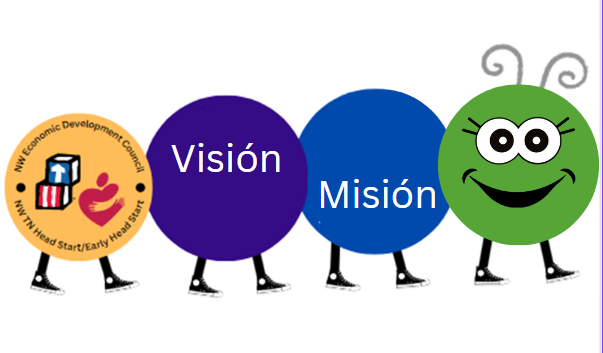 NW Economic Development Council
NW TN Head Start/Early Head Start
Visión
Misión